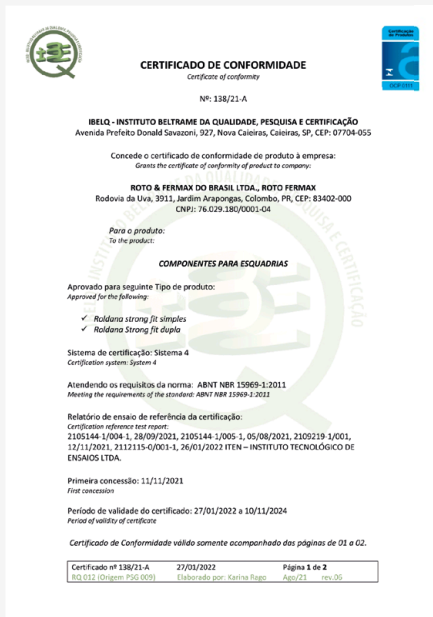 Certificação de Produtos
OCP 0111
CERTIFICADO DE CONFORMIDADE
Certificate of conformity
Nº: 138/21-A
IBELQ - INSTITUTO BELTRAME DA QUALIDADE, PESQUISA E CERTIFICAÇÃO
Avenida Prefeito Donald Savazoni, 927, Nova Caieiras, Caieiras, SP, CEP: 07704-055
Concede o certificado de conformidade de produto à empresa:
Grants the certificate of conformity of product to company:
ROTO & FERMAX DO BRASIL LTDA., ROTO FERMAX
Rodovia da Uva, 3911, Jardim Arapongas, Colombo, PR, CEP: 83402-000
CNPJ: 76.029.180/0001-04
Para o produto:
To the product:
COMPONENTES PARA ESQUADRIAS
Aprovado para seguinte Tipo de produto:
Approved for the following:
✓ Roldana strong fit simples
✓ Roldana Strong fit dupla
Sistema de certificação: Sistema 4
Certification system: System 4
Atendendo os requisitos da norma: ABNT NBR 15969-1:2011
Meeting the requirements of the standard: ABNT NBR 15969-1:2011
Relatório de ensaio de referência da certificação:
Certification reference test report:
2105144-1/004-1, 28/09/2021, 2105144-1/005-1, 05/08/2021, 2109219-1/001,
12/11/2021, 2112115-0/001-1, 26/01/2022 ITEN – INSTITUTO TECNOLÓGICO DE
ENSAIOS LTDA.
Primeira concessão: 11/11/2021
First concession
Período de validade do certificado: 27/01/2022 a 10/11/2024
Period of validity of certificate
Certificado de Conformidade válido somente acompanhado das páginas de 01 a 02.
Certificado nº 138/21-A 27/01/2022 Página 1 de 2
RQ 012 (Origem PSG 009) Elaborado por: Karina Rago Ago/21 rev.06